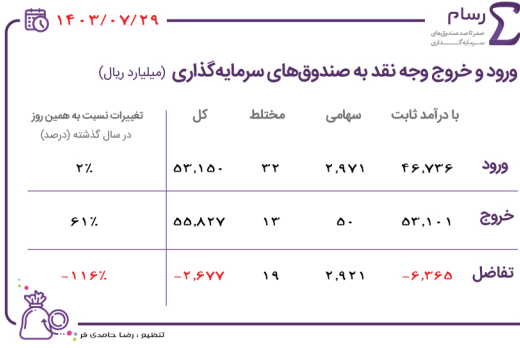 رسام
صفر تا صد صندوق‌های
سرمایه‌گـــــذاری
۱۴۰۳/۰۷/۲۹
ورود و خروج وجه نقد به صندوق‌های سرمایه‌گذاری (میلیارد ریال)
با درآمد ثابت سهامی مختلط کل تغییرات نسبت به همین روز
در سال گذشته (درصد)
ورود ۴۶,۷۳۶ ۲,۹۷۱ ۳۲ ۵۳,۱۵۰ ۲٪
خروج ۵۳,۱۰۱ ۵۰ ۱۳ ۵۵,۸۲۷ ۶۱٪
تفاضل −۶,۳۶۵ ۲,۹۲۱ ۱۹ −۲,۶۷۷ −۱۱۶٪
تنظیم : رضا حامدی فر